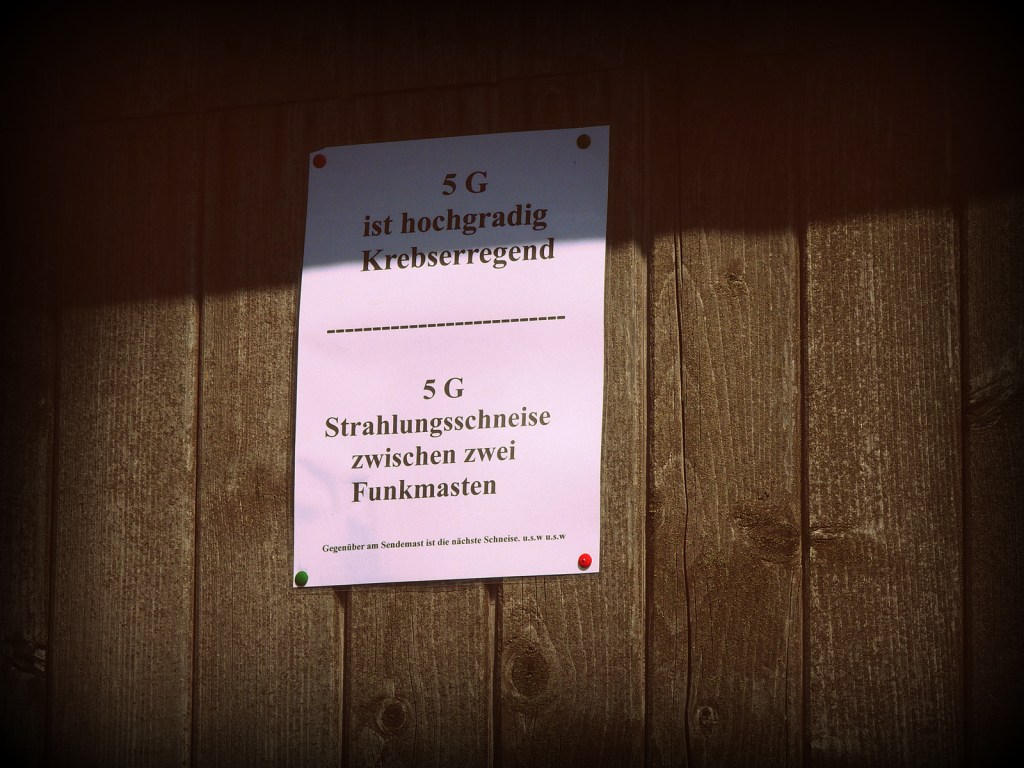 5 G
ist hochgradig
Krebserregend
--------------------------
5 G
Strahlungsschneise
zwischen zwei
Funkmasten
Gegenüber am Sendemast ist die nächste Schneise. u.s.w u.s.w